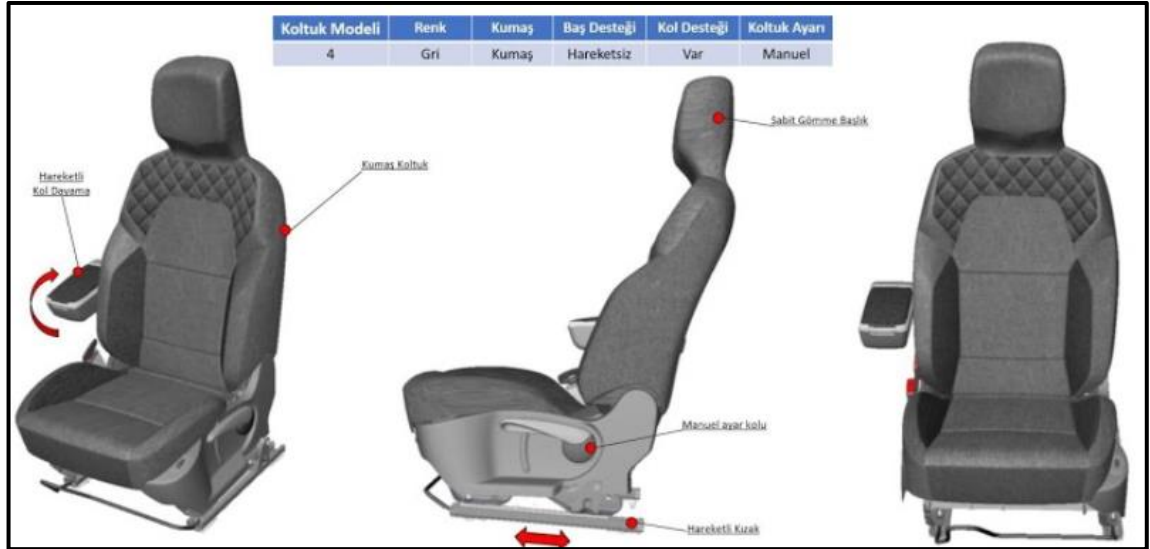 Koltuk Modeli Renk Kumaş Baş Desteği Kol Desteği Koltuk Ayarı
4 Gri Kumaş Hareketsiz Var Manuel
Sabit Gömme Başlık
Kumaş Koltuk
Hareketli
Kol Dayama
Manuel ayar kolu
Hareketli Kızak